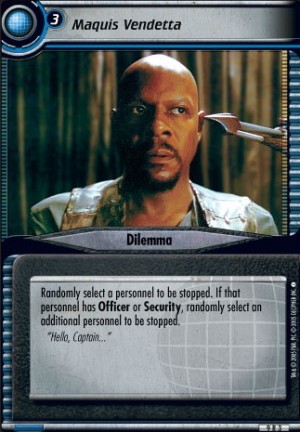 3 Maquis Vendetta
Dilemma
Randomly select a personnel to be stopped. If that
personnel has Officer or Security, randomly select an
additional personnel to be stopped.
"Hello, Captain..."